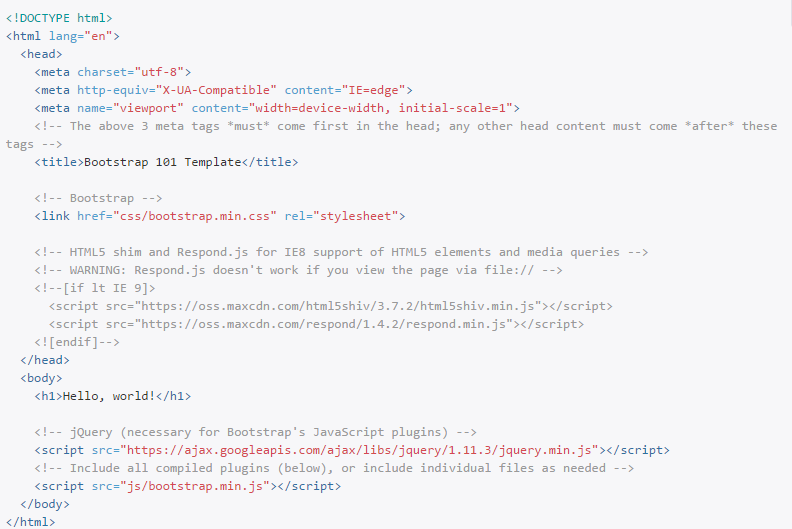 <!DOCTYPE html>
<html lang="en">
  <head>
    <meta charset="utf-8">
    <meta http-equiv="X-UA-Compatible" content="IE=edge">
    <meta name="viewport" content="width=device-width, initial-scale=1">
    <!-- The above 3 meta tags *must* come first in the head; any other head content must come *after* these
tags -->
    <title>Bootstrap 101 Template</title>

    <!-- Bootstrap -->
    <link href="css/bootstrap.min.css" rel="stylesheet">

    <!-- HTML5 shim and Respond.js for IE8 support of HTML5 elements and media queries -->
    <!-- WARNING: Respond.js doesn't work if you view the page via file:// -->
    <!--[if lt IE 9]>
      <script src="https://oss.maxcdn.com/html5shiv/3.7.2/html5shiv.min.js"></script>
      <script src="https://oss.maxcdn.com/respond/1.4.2/respond.min.js"></script>
    <![endif]-->
  </head>
  <body>
    <h1>Hello, world!</h1>

    <!-- jQuery (necessary for Bootstrap's JavaScript plugins) -->
    <script src="https://ajax.googleapis.com/ajax/libs/jquery/1.11.3/jquery.min.js"></script>
    <!-- Include all compiled plugins (below), or include individual files as needed -->
    <script src="js/bootstrap.min.js"></script>
  </body>
</html>